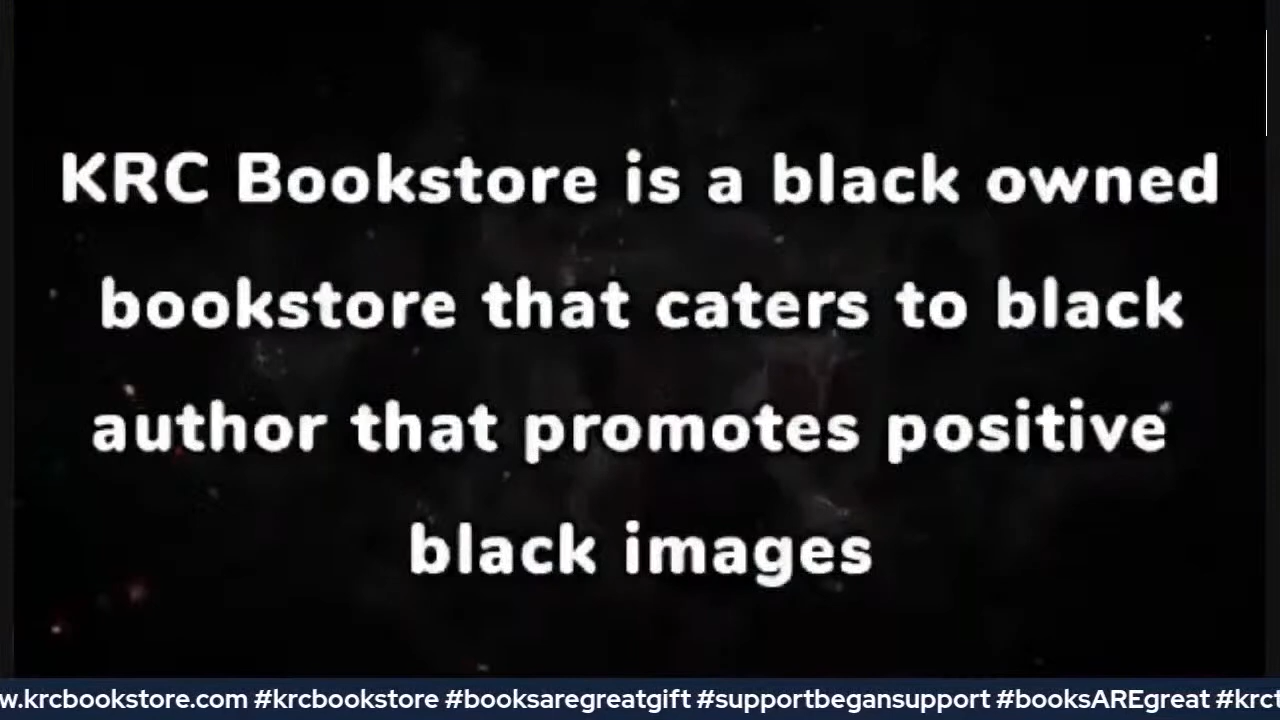 KRC Bookstore is a black owned
bookstore that caters to black
author that promotes positive
black images
w.krcbookstore.com #krcbookstore #booksaregreatgift #supportbegansupport #booksAREgreat